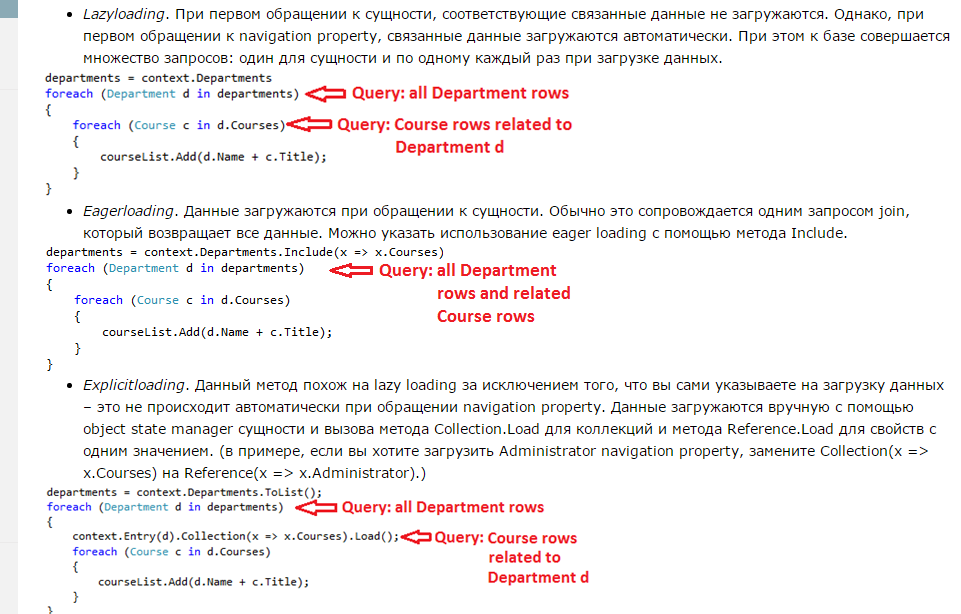 • Lazyloading. При первом обращении к сущности, соответствующие связанные данные не загружаются. Однако, при
первом обращении к navigation property, связанные данные загружаются автоматически. При этом к базе совершается
множество запросов: один для сущности и по одному каждый раз при загрузке данных.
departments = context.Departments
foreach (Department d in departments) Query: all Department rows
{
foreach (Course c in d.Courses) Query: Course rows related to
{ Department d
courseList.Add(d.Name + c.Title);
}
}
• Eagerloading. Данные загружаются при обращении к сущности. Обычно это сопровождается одним запросом join,
который возвращает все данные. Можно указать использование eager loading с помощью метода Include.
departments = context.Departments.Include(x => x.Courses)
foreach (Department d in departments) Query: all Department
{ rows and related
foreach (Course c in d.Courses)
{ Course rows
courseList.Add(d.Name + c.Title);
}
}
• Explicitloading. Данный метод похож на lazy loading за исключением того, что вы сами указываете на загрузку данных
– это не происходит автоматически при обращении navigation property. Данные загружаются вручную с помощью
object state manager сущности и вызова метода Collection.Load для коллекций и метода Reference.Load для свойств с
одним значением. (в примере, если вы хотите загрузить Administrator navigation property, замените Collection(x =>
x.Courses) на Reference(x => x.Administrator).)
departments = context.Departments.ToList();
foreach (Department d in departments) Query: all Department rows
{
context.Entry(d).Collection(x => x.Courses).Load(); Query: Course rows
foreach (Course c in d.Courses) related to
{ Department d
courseList.Add(d.Name + c.Title);
}
}